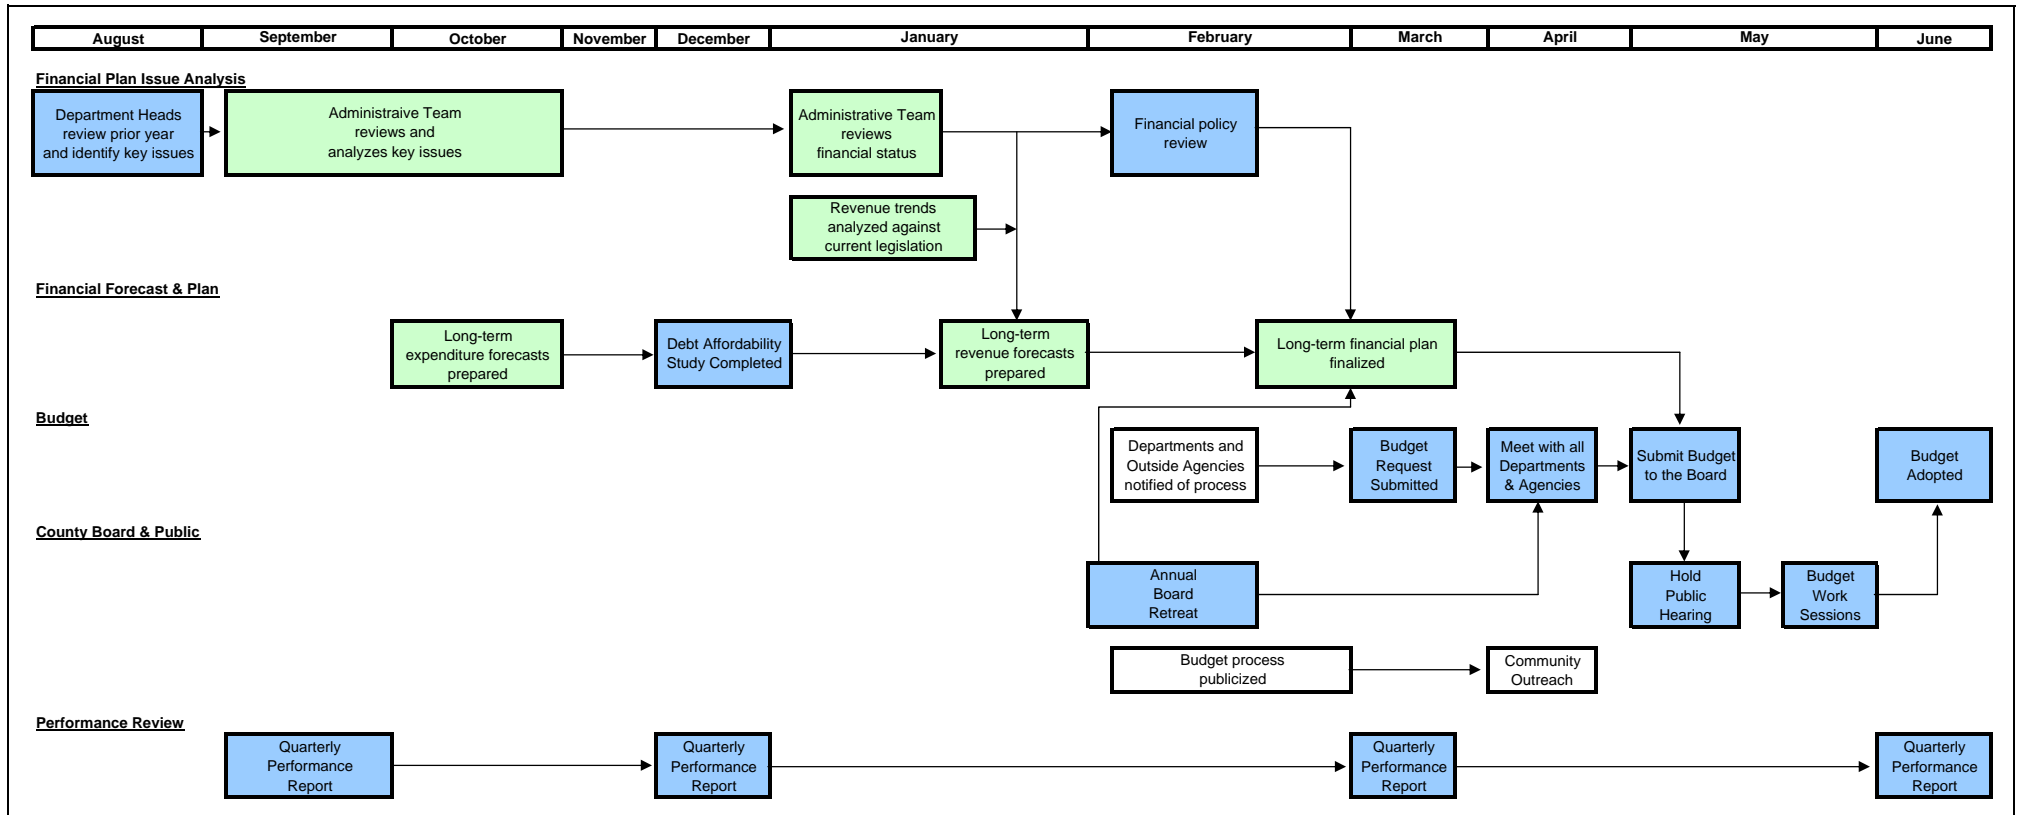 August September October November December January February March April May June
Financial Plan Issue Analysis
Department Heads
review prior year
and identify key issues
Administraive Team
reviews and
analyzes key issues
Administrative Team
reviews
financial status
Financial policy
review
Revenue trends
analyzed against
current legislation
Financial Forecast & Plan
Long-term
expenditure forecasts
prepared
Debt Affordability
Study Completed
Long-term
revenue forecasts
prepared
Long-term financial plan
finalized
Budget
Departments and
Outside Agencies
notified of process
Budget
Request
Submitted
Meet with all
Departments
& Agencies
Submit Budget
to the Board
Budget
Adopted
County Board & Public
Annual
Board
Retreat
Hold
Public
Hearing
Budget
Work
Sessions
Budget process
publicized
Community
Outreach
Performance Review
Quarterly
Performance
Report
Quarterly
Performance
Report
Quarterly
Performance
Report
Quarterly
Performance
Report